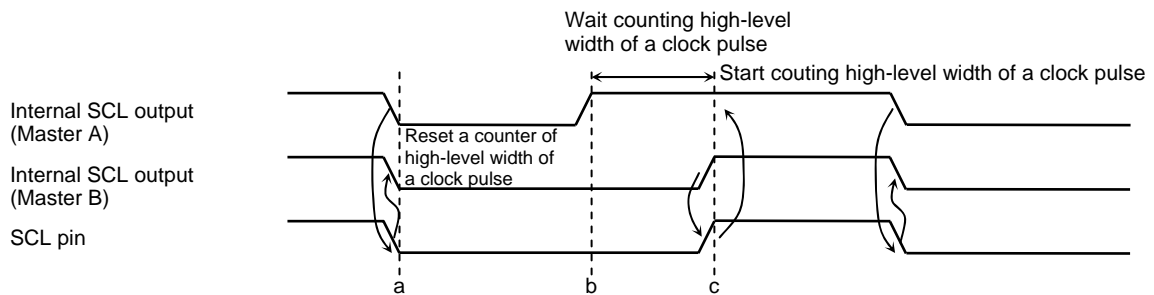 Wait counting high-level
width of a clock pulse
Start couting high-level width of a clock pulse
Internal SCL output
(Master A)
Reset a counter of
high-level width of
a clock pulse
Internal SCL output
(Master B)
SCL pin
a
b
c